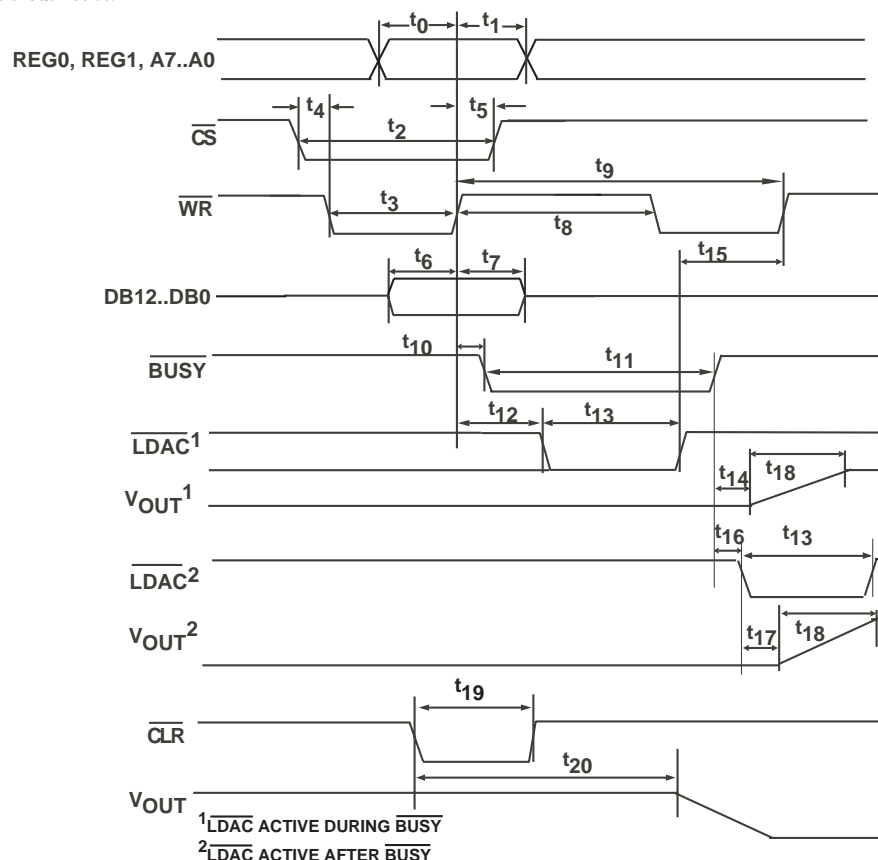 t0 t1
REG0, REG1, A7..A0
t4 t2 t5
CS
t9
WR t3 t8
t15
t6 t7
DB12..DB0
t10 t11
BUSY
t12 t13
LDAC1
t14 t18
VOUT1
t16 t13
LDAC2
t17 t18
VOUT2
t19
CLR
t20
VOUT
1LDAC ACTIVE DURING BUSY
2LDAC ACTIVE AFTER BUSY